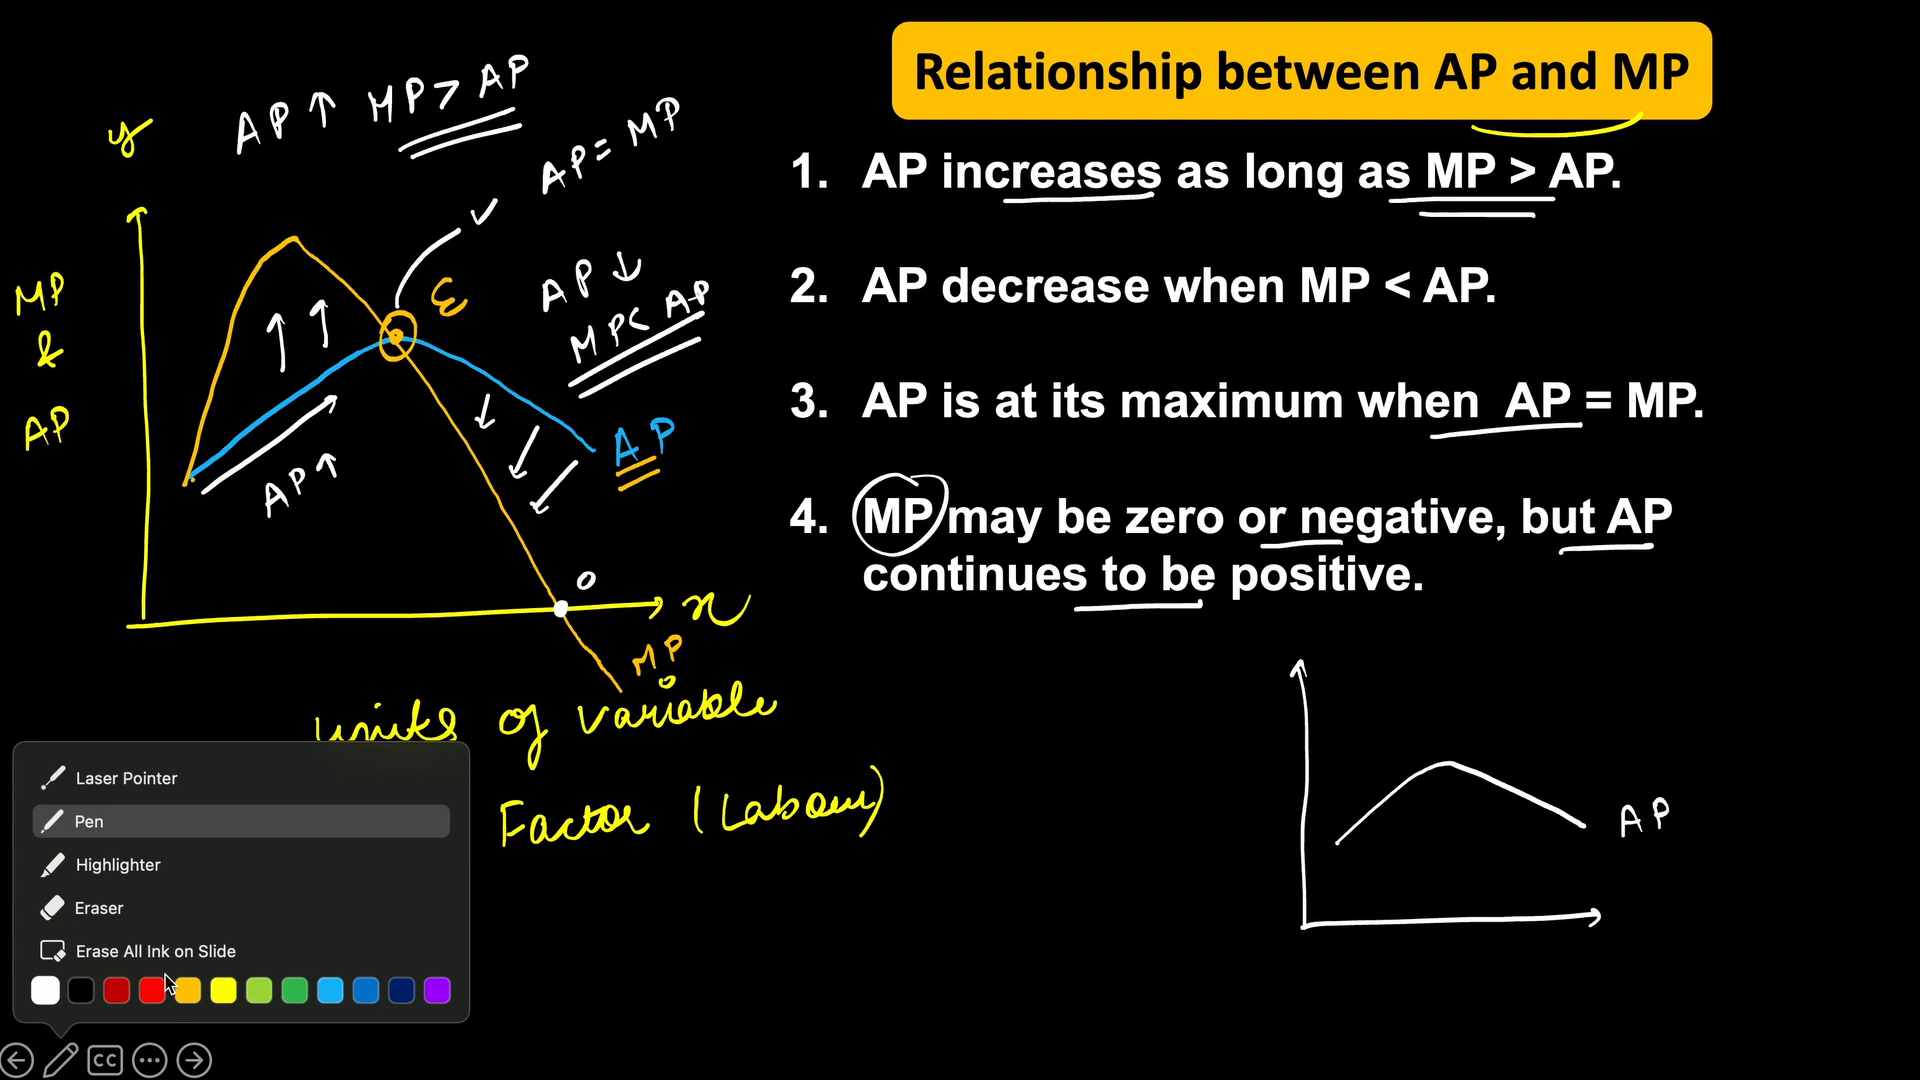 Relationship between AP and MP
1. AP increases as long as MP > AP.
2. AP decrease when MP < AP.
3. AP is at its maximum when AP = MP.
4. MP may be zero or negative, but AP
continues to be positive.
y
AP ↑ MP > AP
AP = MP
MP
&
AP
E
AP ↓
MP < AP
AP ↑
AP
0
x
MP
Units of variable
Factor (Labour)
AP
Laser Pointer
Pen
Highlighter
Eraser
Erase All Ink on Slide
CC